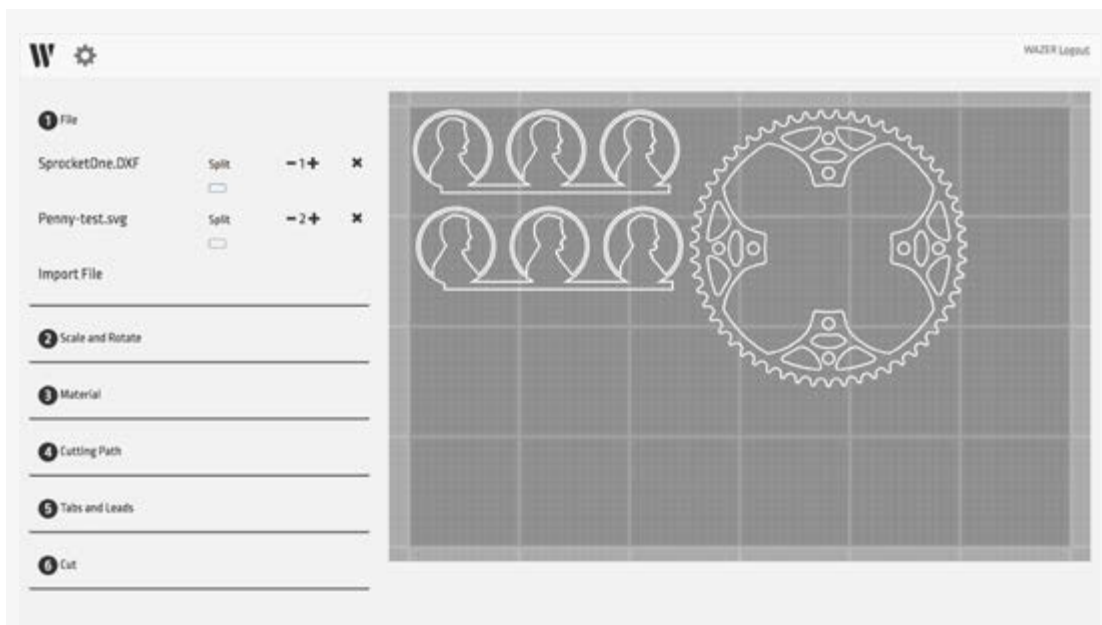 W
WAZER Logout
1 File
SprocketOne.DXF Split 1
Penny-test.svg Split 2
Import File
2 Scale and Rotate
3 Material
4 Cutting Path
5 Tabs and Leads
6 Cut